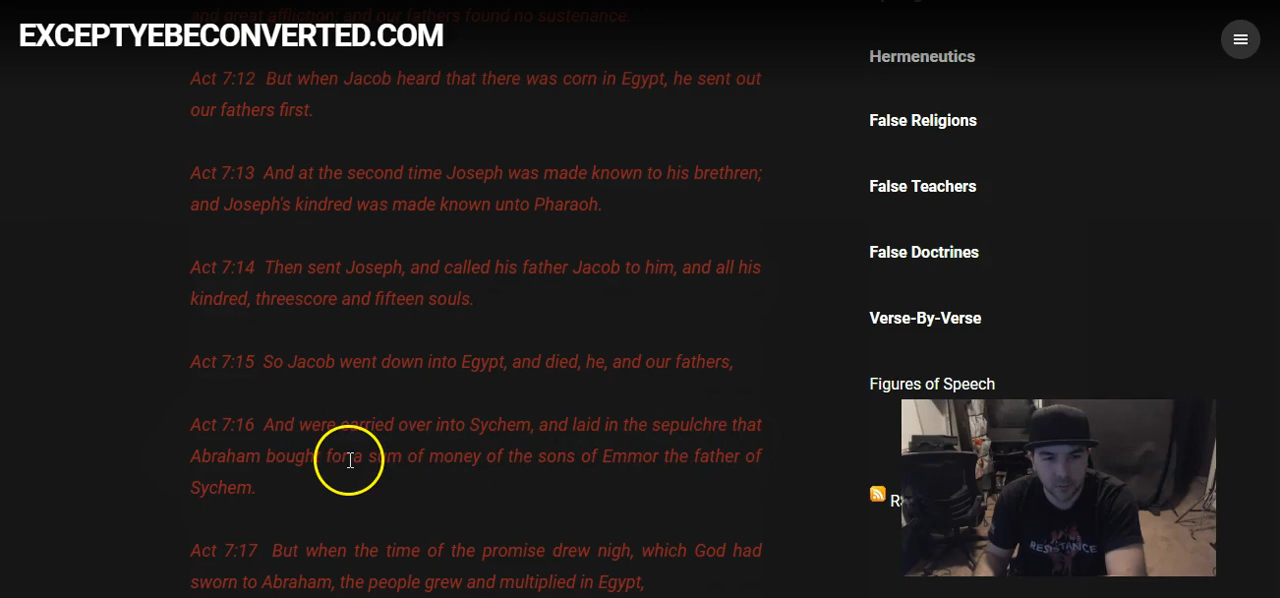 and great affliction: and our fathers found no sustenance.
EXCEPTYEBECONVERTED.COM
Hermeneutics
Act 7:12 But when Jacob heard that there was corn in Egypt, he sent out
our fathers first.
False Religions
Act 7:13 And at the second time Joseph was made known to his brethren;
and Joseph's kindred was made known unto Pharaoh.
False Teachers
False Doctrines
Act 7:14 Then sent Joseph, and called his father Jacob to him, and all his
kindred, threescore and fifteen souls.
Verse-By-Verse
Act 7:15 So Jacob went down into Egypt, and died, he, and our fathers,
Figures of Speech
Act 7:16 And were carried over into Sychem, and laid in the sepulchre that
Abraham bought for a sum of money of the sons of Emmor the father of
Sychem.
Act 7:17 But when the time of the promise drew nigh, which God had
sworn to Abraham, the people grew and multiplied in Egypt,
RESISTANCE